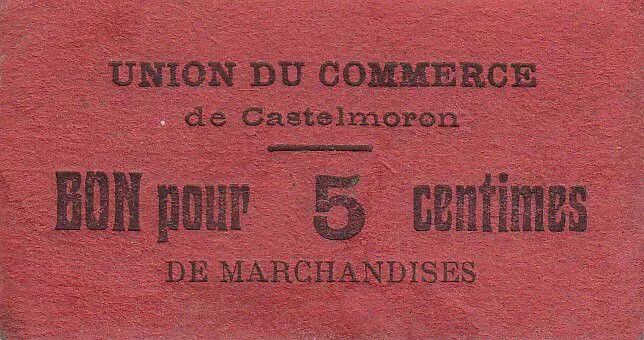 UNION DU COMMERCE
de Castelmoron
BON pour 5 centimes
DE MARCHANDISES